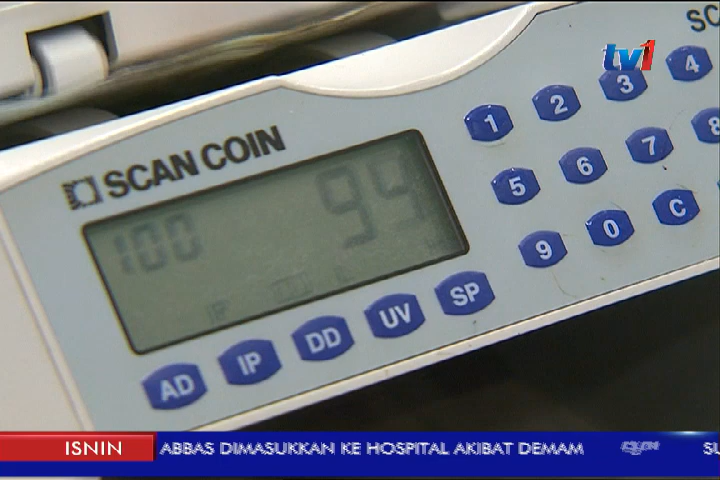 SC
tv1
SCAN COIN
100
1 2 3 4
5 6 7 8
9 0 C
AD IP DD UV SP
ISNIN ABBAS DIMASUKKAN KE HOSPITAL AKIBAT DEMAM SU